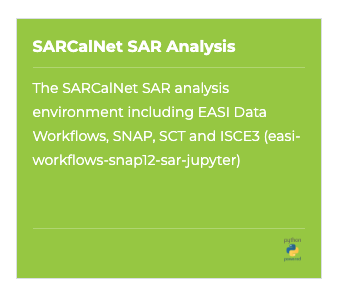 SARCalNet SAR Analysis
The SARCalNet SAR analysis
environment including EASI Data
Workflows, SNAP, SCT and ISCE3 (easi-
workflows-snap12-sar-jupyter)
python
powered